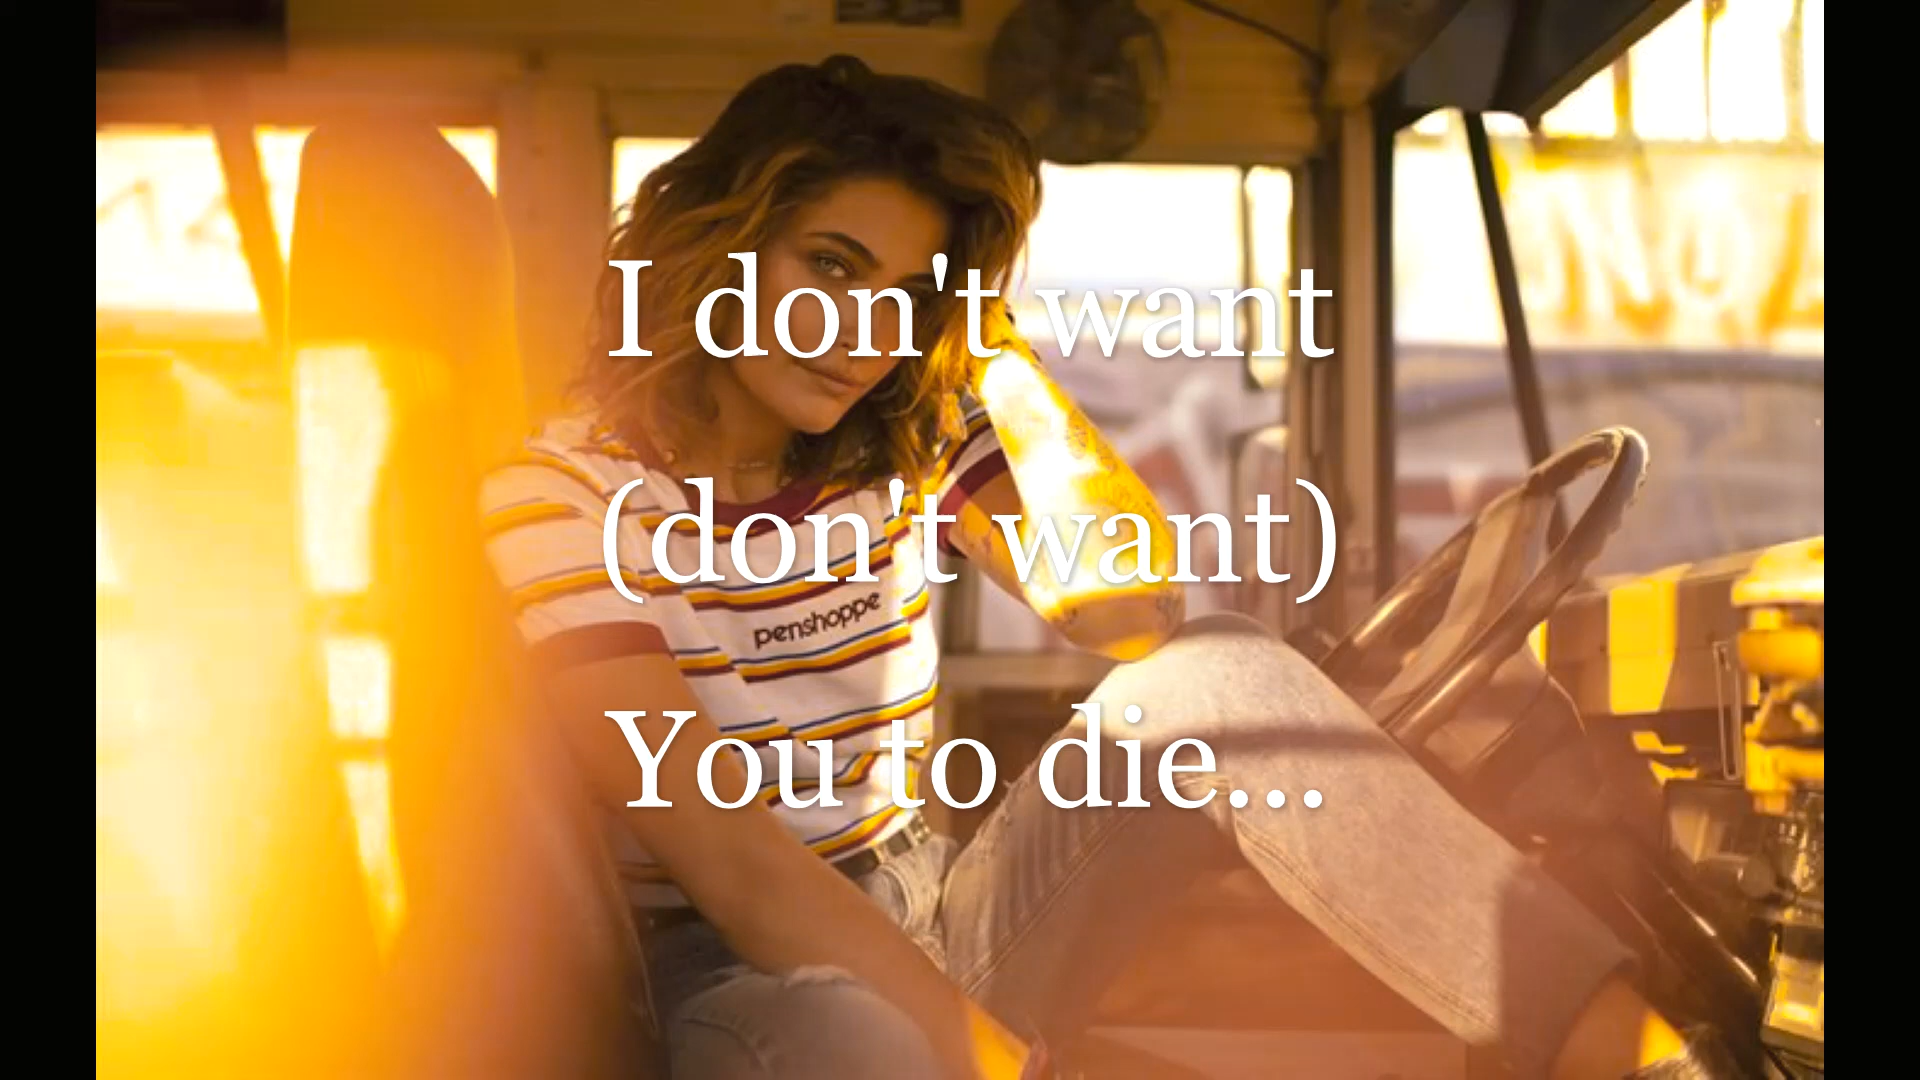 I don't want
(don't want)
You to die...
penshoppe